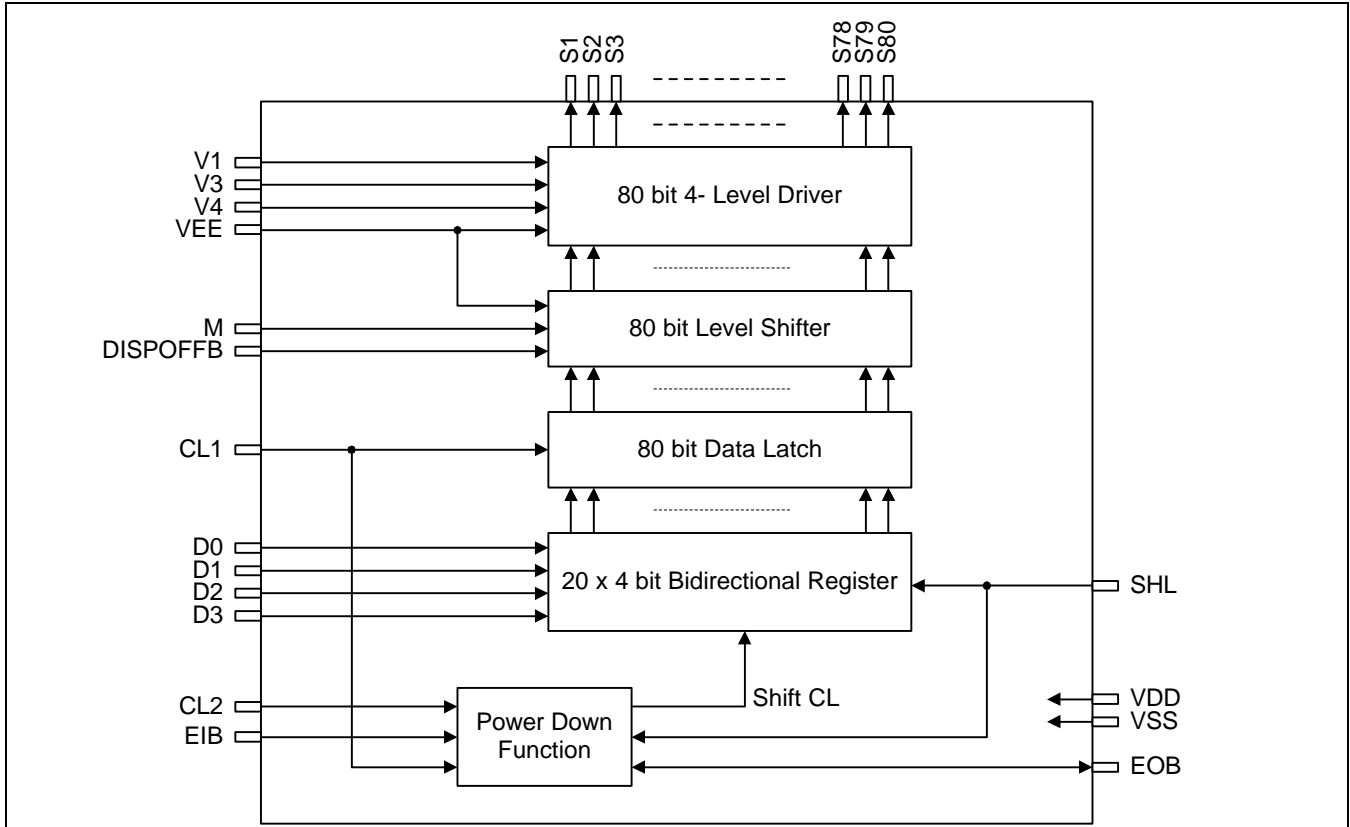 S1
S2
S3
S78
S79
S80
V1
V3
V4
VEE
80 bit 4- Level Driver
M
DISPOFFB
80 bit Level Shifter
CL1
80 bit Data Latch
D0
D1
D2
D3
20 x 4 bit Bidirectional Register
SHL
CL2
EIB
Power Down
Function
Shift CL
VDD
VSS
EOB